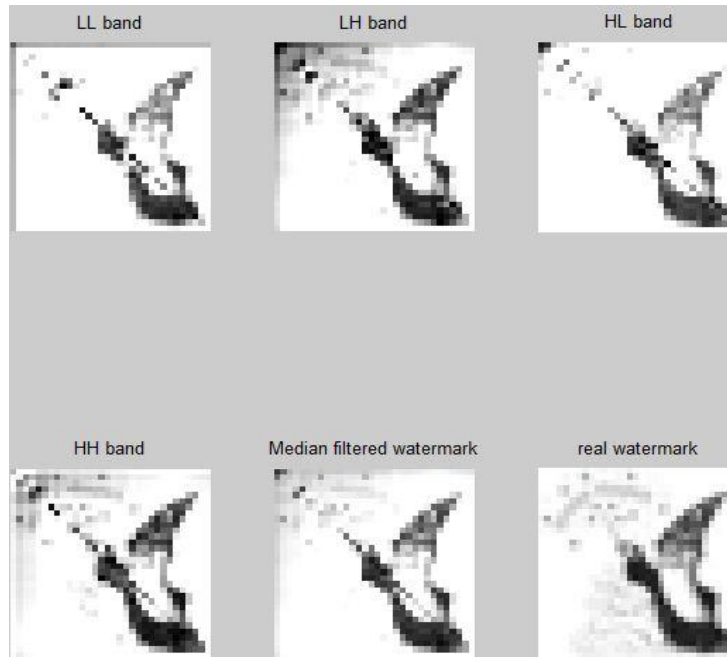 LL band
LH band
HL band
HH band
Median filtered watermark
real watermark